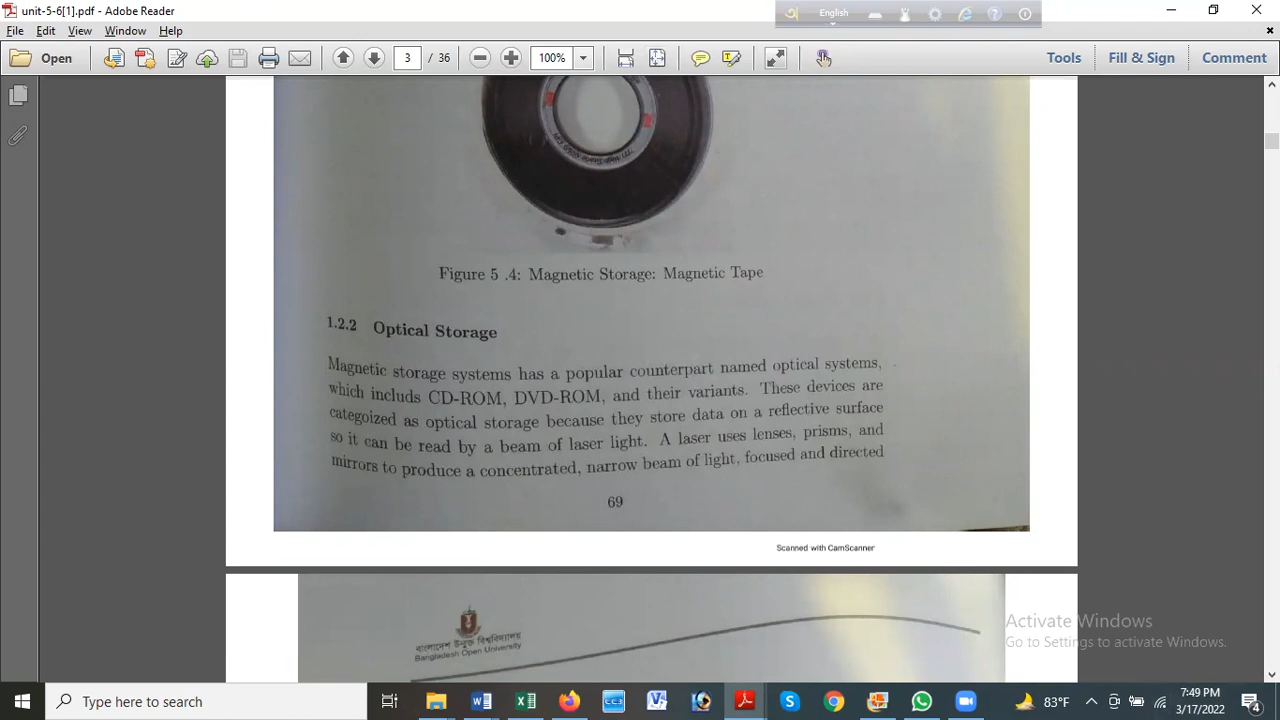 unit-5-6[1].pdf - Adobe Reader
English
File Edit View Window Help
Open
3 / 36
100%
Tools Fill & Sign Comment
Figure 5 .4: Magnetic Storage: Magnetic Tape
1.2.2 Optical Storage
Magnetic storage systems has a popular counterpart named optical systems,
which includs CD-ROM, DVD-ROM, and their variants. These devices are
categoized as optical storage because they store data on a reflective surface
so it can be read by a beam of laser light. A laser uses lenses, prisms, and
mirrors to produce a concentrated, narrow beam of light, focused and directed
69
Scanned with CamScanner
বাংলাদেশ উন্মুক্ত বিশ্ববিদ্যালয়
Bangladesh Open University
Activate Windows
Go to Settings to activate Windows.
Type here to search
83°F
7:49 PM
3/17/2022
4